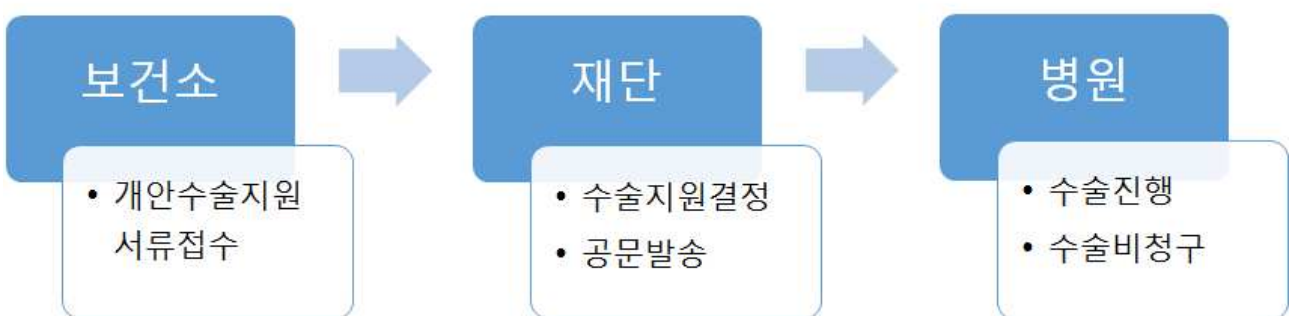 보건소
• 개안수술지원
서류접수
재단
• 수술지원결정
• 공문발송
병원
• 수술진행
• 수술비청구